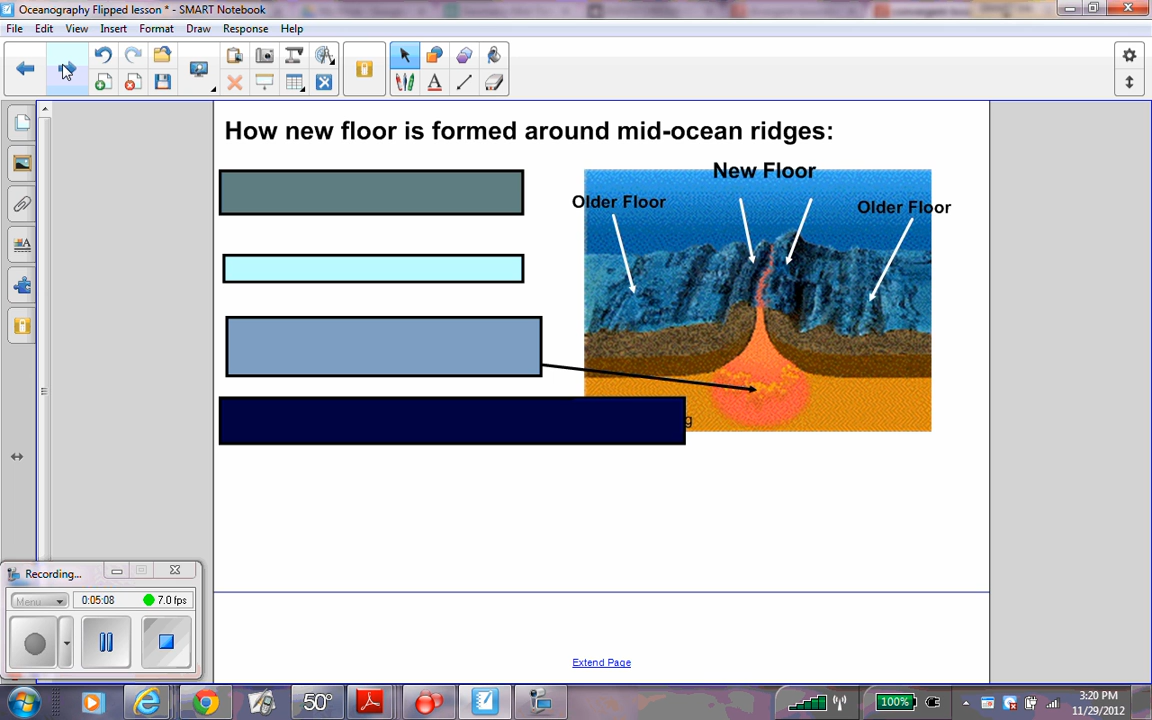 Oceanography Flipped lesson * - SMART Notebook
File Edit View Insert Format Draw Response Help
How new floor is formed around mid-ocean ridges:
New Floor
Older Floor
Older Floor
g
Extend Page
Recording...
Menu 0:05:08 7.0 fps
50°
100%
3:20 PM
11/29/2012